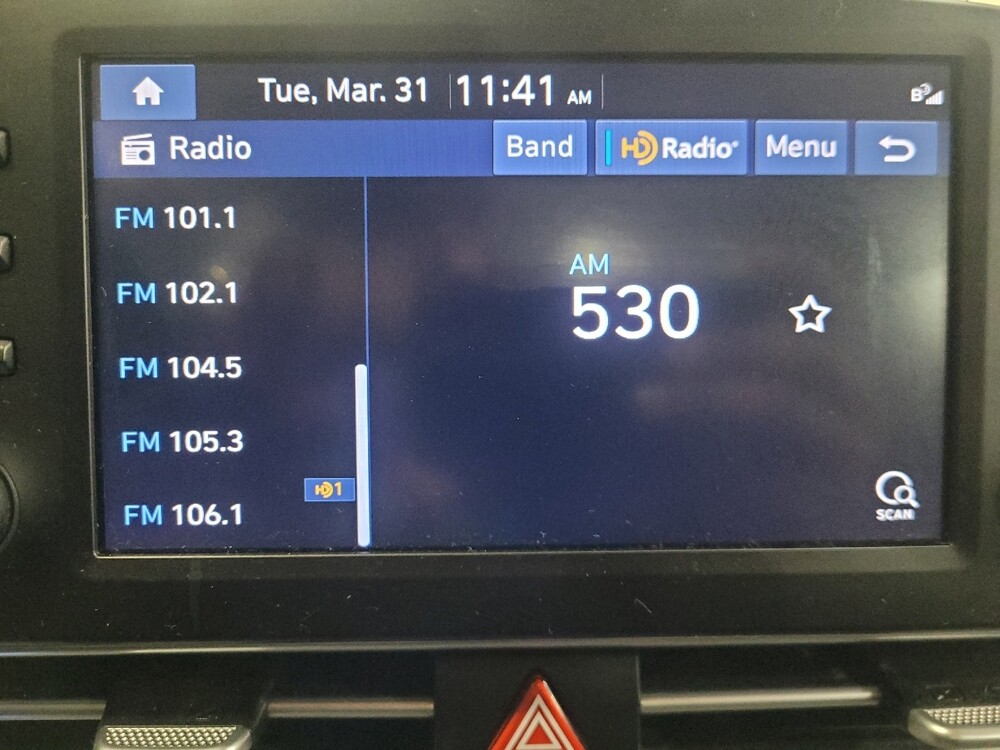 Tue, Mar. 31 11:41 AM
B
Radio Band HD Radio® Menu
FM 101.1
AM
530
FM 102.1
FM 104.5
FM 105.3
HD1
FM 106.1
SCAN